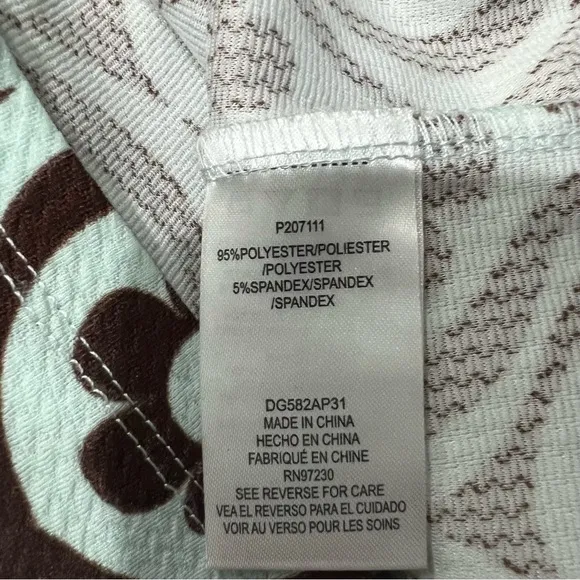 P207111
95%POLYESTER/POLIESTER
/POLYESTER
5%SPANDEX/SPANDEX
/SPANDEX
DG582AP31
MADE IN CHINA
HECHO EN CHINA
FABRIQUÉ EN CHINE
RN97230
SEE REVERSE FOR CARE
VEA EL REVERSO PARA EL CUIDADO
VOIR AU VERSO POUR LES SOINS